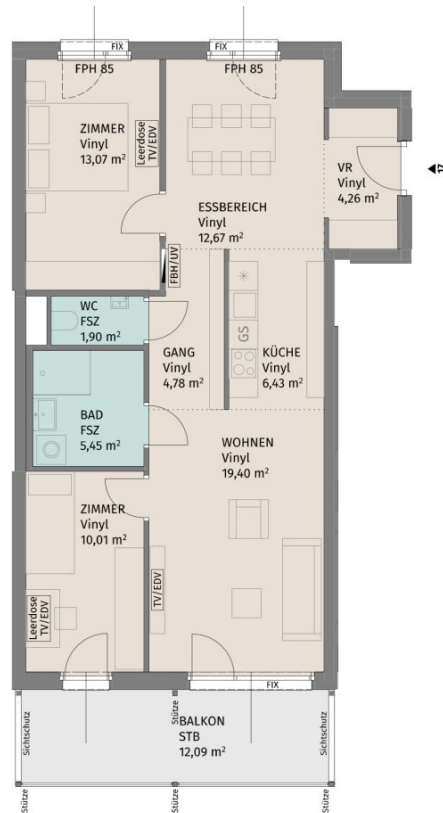 FIX
FIX
FPH 85
FPH 85
ZIMMER
Vinyl
13,07 m²
Leerdose
TV/EDV
VR
Vinyl
4,26 m²
17
ESSBEREICH
Vinyl
12,67 m²
FBH/UV
WC
FSZ
1,90 m²
GS
GANG
Vinyl
4,78 m²
KÜCHE
Vinyl
6,43 m²
BAD
FSZ
5,45 m²
WOHNEN
Vinyl
19,40 m²
ZIMMER
Vinyl
10,01 m²
Leerdose
TV/EDV
TV/EDV
FIX
Sichtschutz
Stütze
BALKON
STB
12,09 m²
Sichtschutz
Stütze
Stütze
Stütze